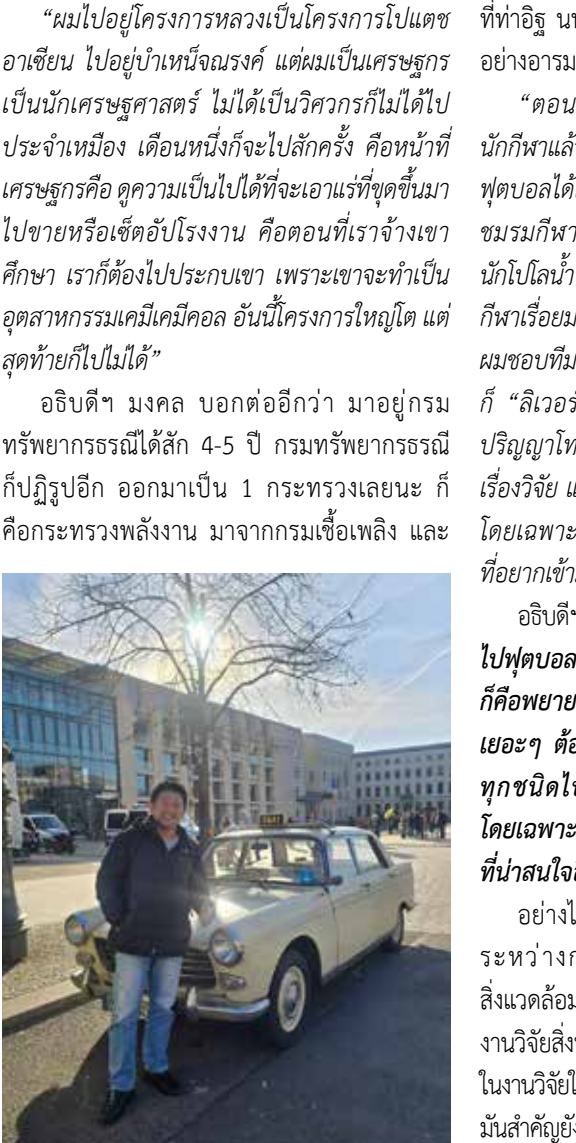 “ผมไปอยู่โครงการหลวงเป็นโครงการโปแตช
อาเซียน ไปอยู่บำเหน็จณรงค์ แต่ผมเป็นเศรษฐกร
เป็นนักเศรษฐศาสตร์ ไม่ได้เป็นวิศวกรก็ไม่ได้ไป
ประจำเหมือง เดือนหนึ่งก็จะไปสักครั้ง คือหน้าที่
เศรษฐกรคือ ดูความเป็นไปได้ที่จะเอาแร่ที่ขุดขึ้นมา
ไปขายหรือเซ็ตอัปโรงงาน คือตอนที่เราจ้างเขา
ศึกษา เราก็ต้องไปประกบเขา เพราะเขาจะทำเป็น
อุตสาหกรรมเคมีเคมีคอล อันนี้โครงการใหญ่โต แต่
สุดท้ายก็ไปไม่ได้”
อธิบดีฯ มงคล บอกต่ออีกว่า มาอยู่กรม
ทรัพยากรธรณีได้สัก 4-5 ปี กรมทรัพยากรธรณี
ก็ปฏิรูปอีก ออกมาเป็น 1 กระทรวงเลยนะ ก็
คือกระทรวงพลังงาน มาจากกรมเชื้อเพลิง และ
TAXI
ที่ท่าอิฐ
อย่างอารม
“ตอน
นักกีฬาแล้
ฟุตบอลได้
ชมรมกีฬา
นักโปโลน้ำ
กีฬาเรื่อยม
ผมชอบทีม
ก็ “ลิเวอร์
ปริญญาโท
เรื่องวิจัย แ
โดยเฉพาะ
ที่อยากเข้า
อธิบดีฯ
ไปฟุตบอล
ก็คือพยาย
เยอะๆ ต้อ
ทุกชนิดไ
โดยเฉพาะ
ที่น่าสนใจ
อย่างไ
ระหว่างก
สิ่งแวดล้อม
งานวิจัยสิ่ง
ในงานวิจัยใ
มันสำคัญยั